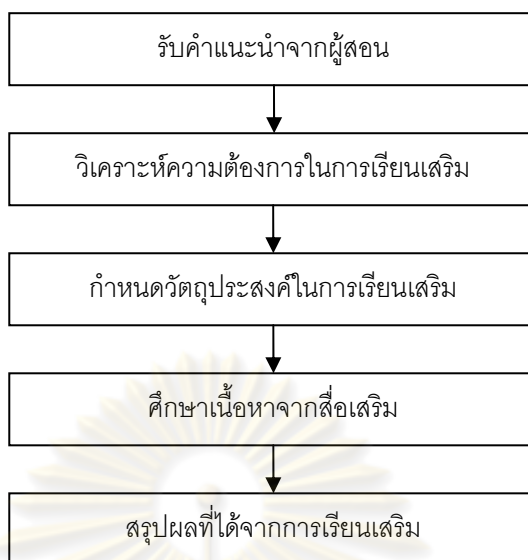 รับคำแนะนำจากผู้สอน
วิเคราะห์ความต้องการในการเรียนเสริม
กำหนดวัตถุประสงค์ในการเรียนเสริม
ศึกษาเนื้อหาจากสื่อเสริม
สรุปผลที่ได้จากการเรียนเสริม